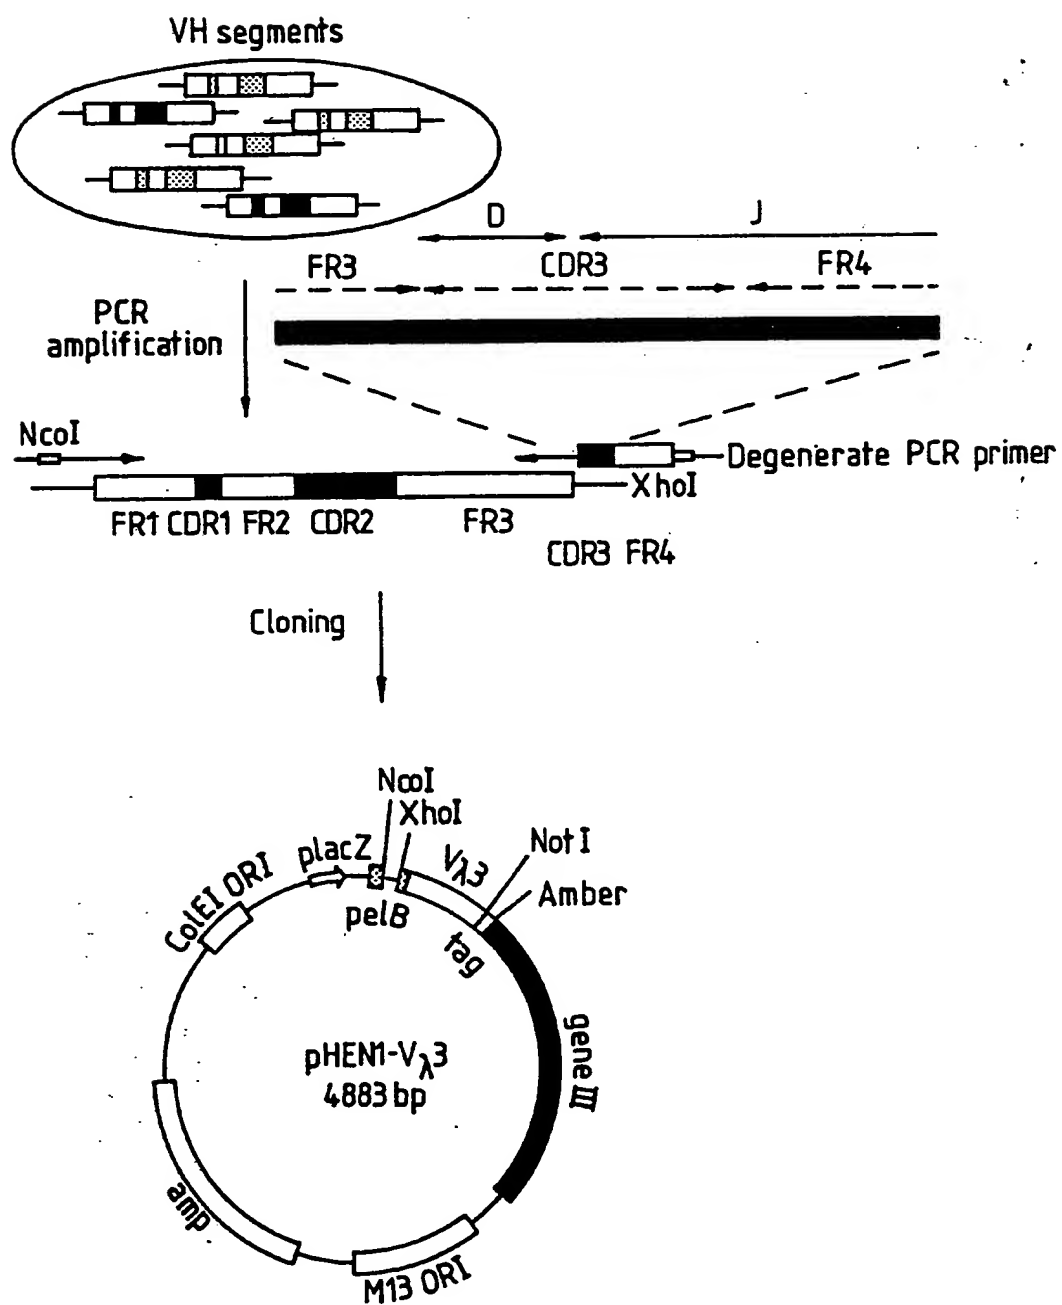 VH segments
D
J
FR3
CDR3
FR4
PCR
amplification
NcoI
Degenerate PCR primer
XhoI
FR1 CDR1 FR2 CDR2 FR3
CDR3 FR4
Cloning
NcoI
XhoI
placZ
Vλ3
Not I
Amber
ColEI ORI
pelB
tag
gene III
pHEN1-Vλ3
4883 bp
amp
M13 ORI